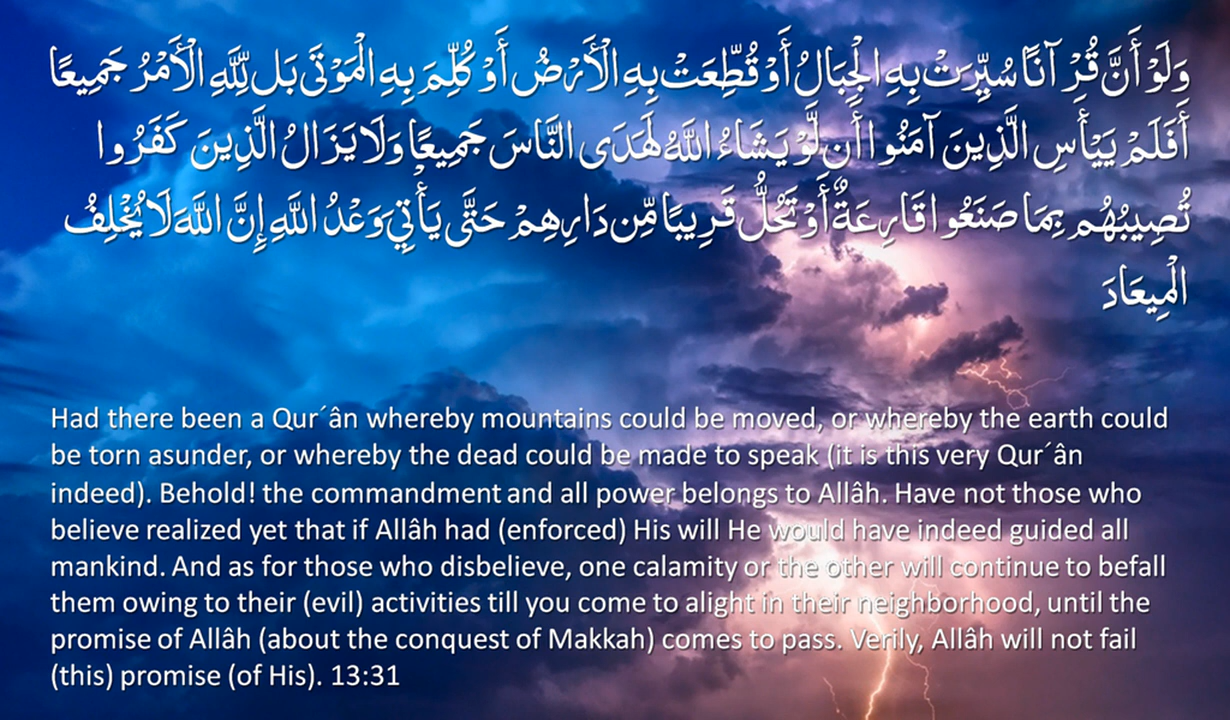 وَلَوْ أَنَّ قُرْآنًا سُيِّرَتْ بِهِ الْجِبَالُ أَوْ قُطِّعَتْ بِهِ الْأَرْضُ أَوْ كُلِّمَ بِهِ الْمَوْتَىٰ بَل لِّلَّهِ الْأَمْرُ جَمِيعًا
أَفَلَمْ يَيْأَسِ الَّذِينَ آمَنُوا أَن لَّوْ يَشَاءُ اللَّهُ لَهَدَى النَّاسَ جَمِيعًا وَلَا يَزَالُ الَّذِينَ كَفَرُوا
تُصِيبُهُم بِمَا صَنَعُوا قَارِعَةٌ أَوْ تَحُلُّ قَرِيبًا مِّن دَارِهِمْ حَتَّىٰ يَأْتِيَ وَعْدُ اللَّهِ إِنَّ اللَّهَ لَا يُخْلِفُ
الْمِيعَادَ
Had there been a Qur´ân whereby mountains could be moved, or whereby the earth could
be torn asunder, or whereby the dead could be made to speak (it is this very Qur´ân
indeed). Behold! the commandment and all power belongs to Allâh. Have not those who
believe realized yet that if Allâh had (enforced) His will He would have indeed guided all
mankind. And as for those who disbelieve, one calamity or the other will continue to befall
them owing to their (evil) activities till you come to alight in their neighborhood, until the
promise of Allâh (about the conquest of Makkah) comes to pass. Verily, Allâh will not fail
(this) promise (of His). 13:31